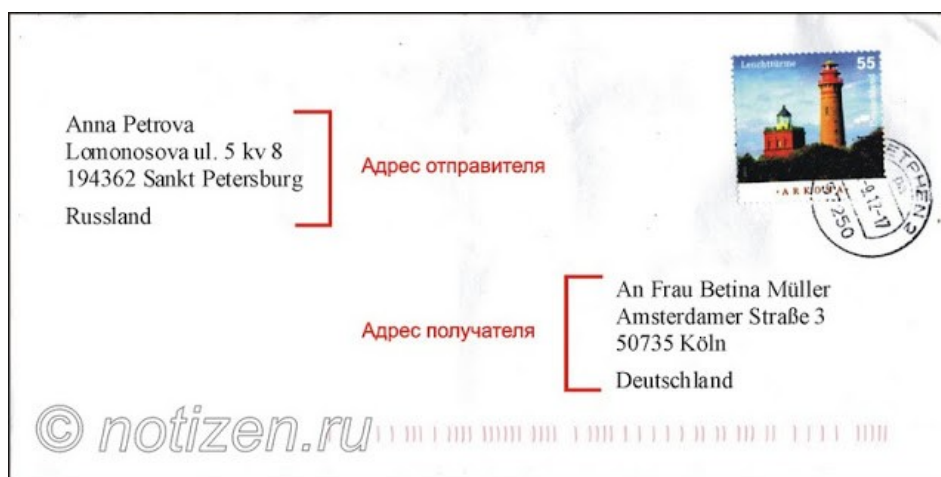 Leuchttürme 55
Anna Petrova
Lomonosova ul. 5 kv 8
194362 Sankt Petersburg
Russland
Адрес отправителя
ARKONA
An Frau Betina Müller
Amsterdamer Straße 3
50735 Köln
Deutschland
Адрес получателя
© notizen.ru